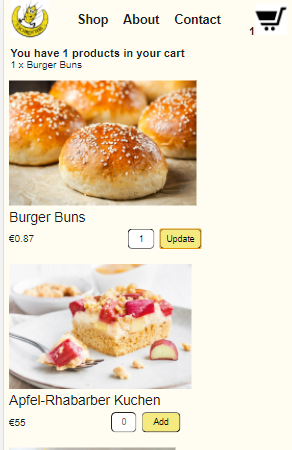 Shop About Contact
1
You have 1 products in your cart
1 x Burger Buns
Burger Buns
€0.87
1
Update
Apfel-Rhabarber Kuchen
€55
0
Add